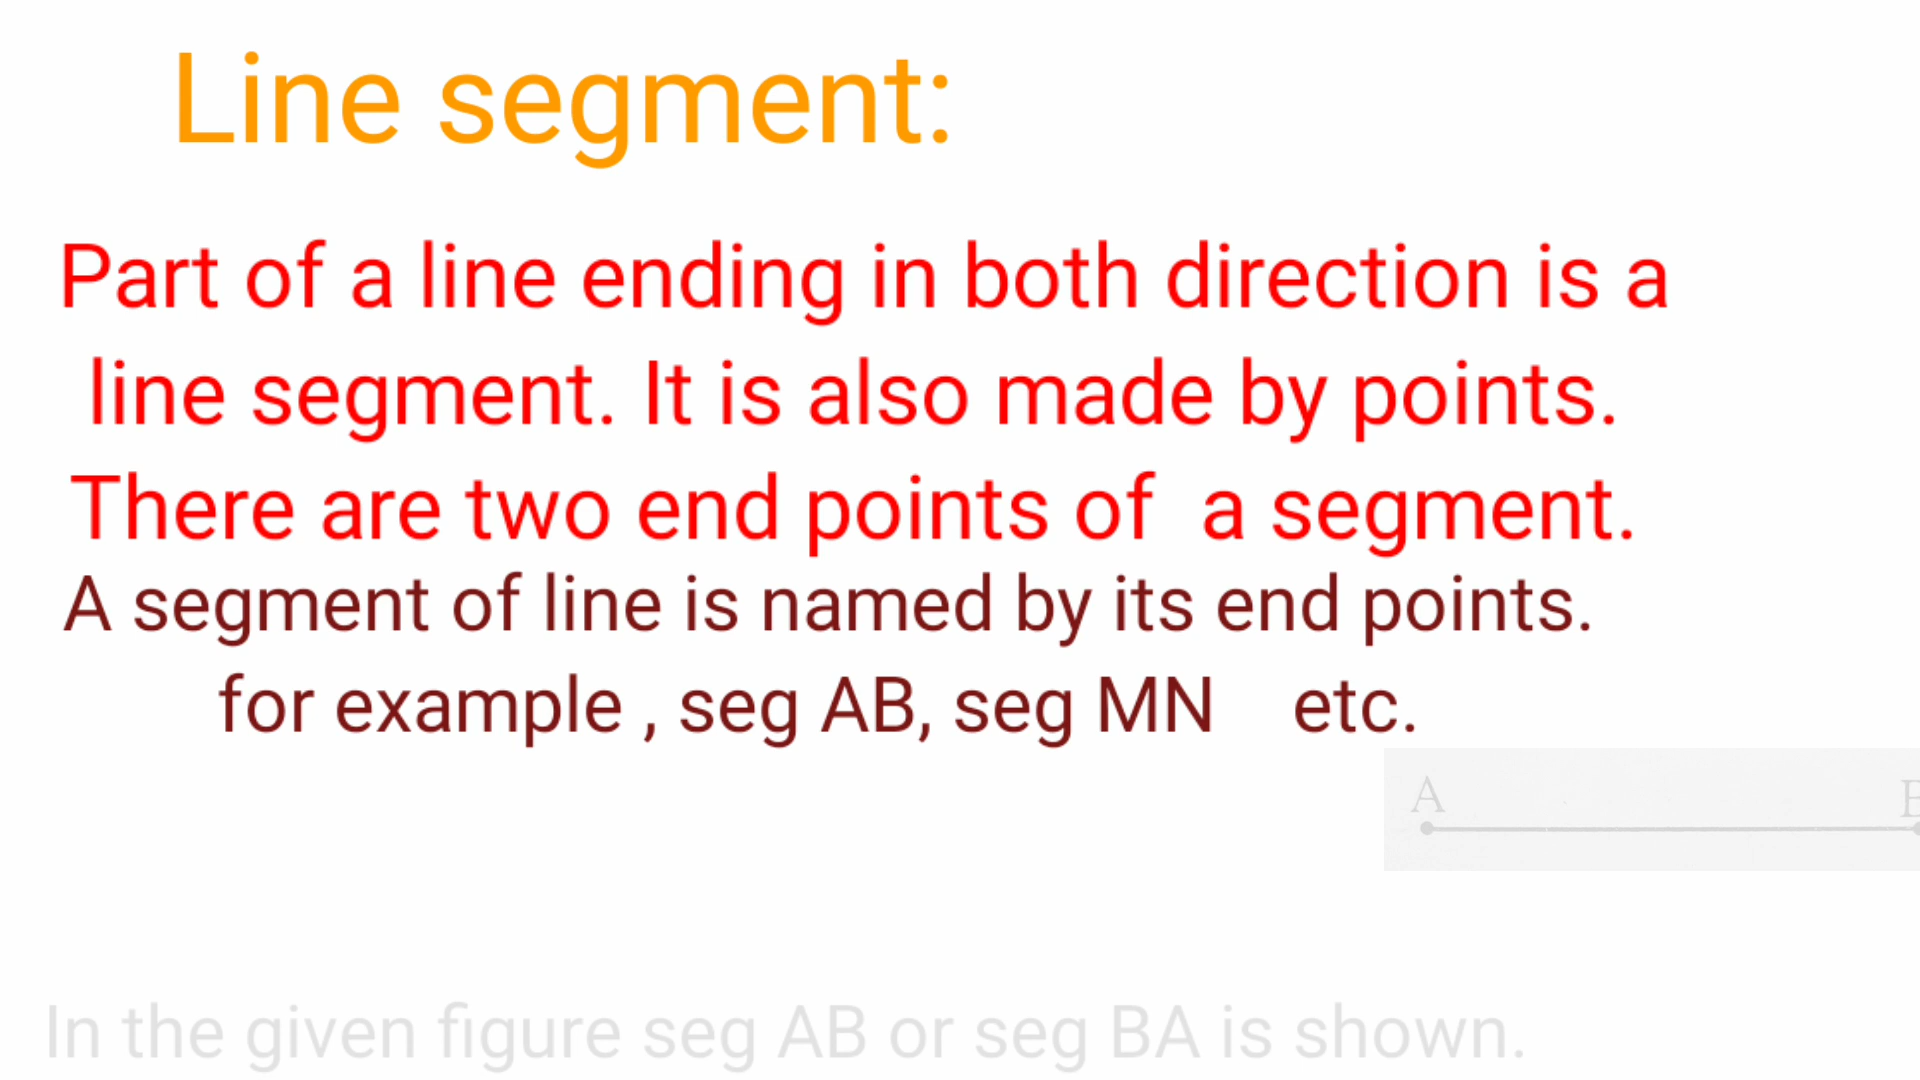 Line segment:
Part of a line ending in both direction is a
line segment. It is also made by points.
There are two end points of a segment.
A segment of line is named by its end points.
for example , seg AB, seg MN etc.
A
In the given figure seg AB or seg BA is shown.